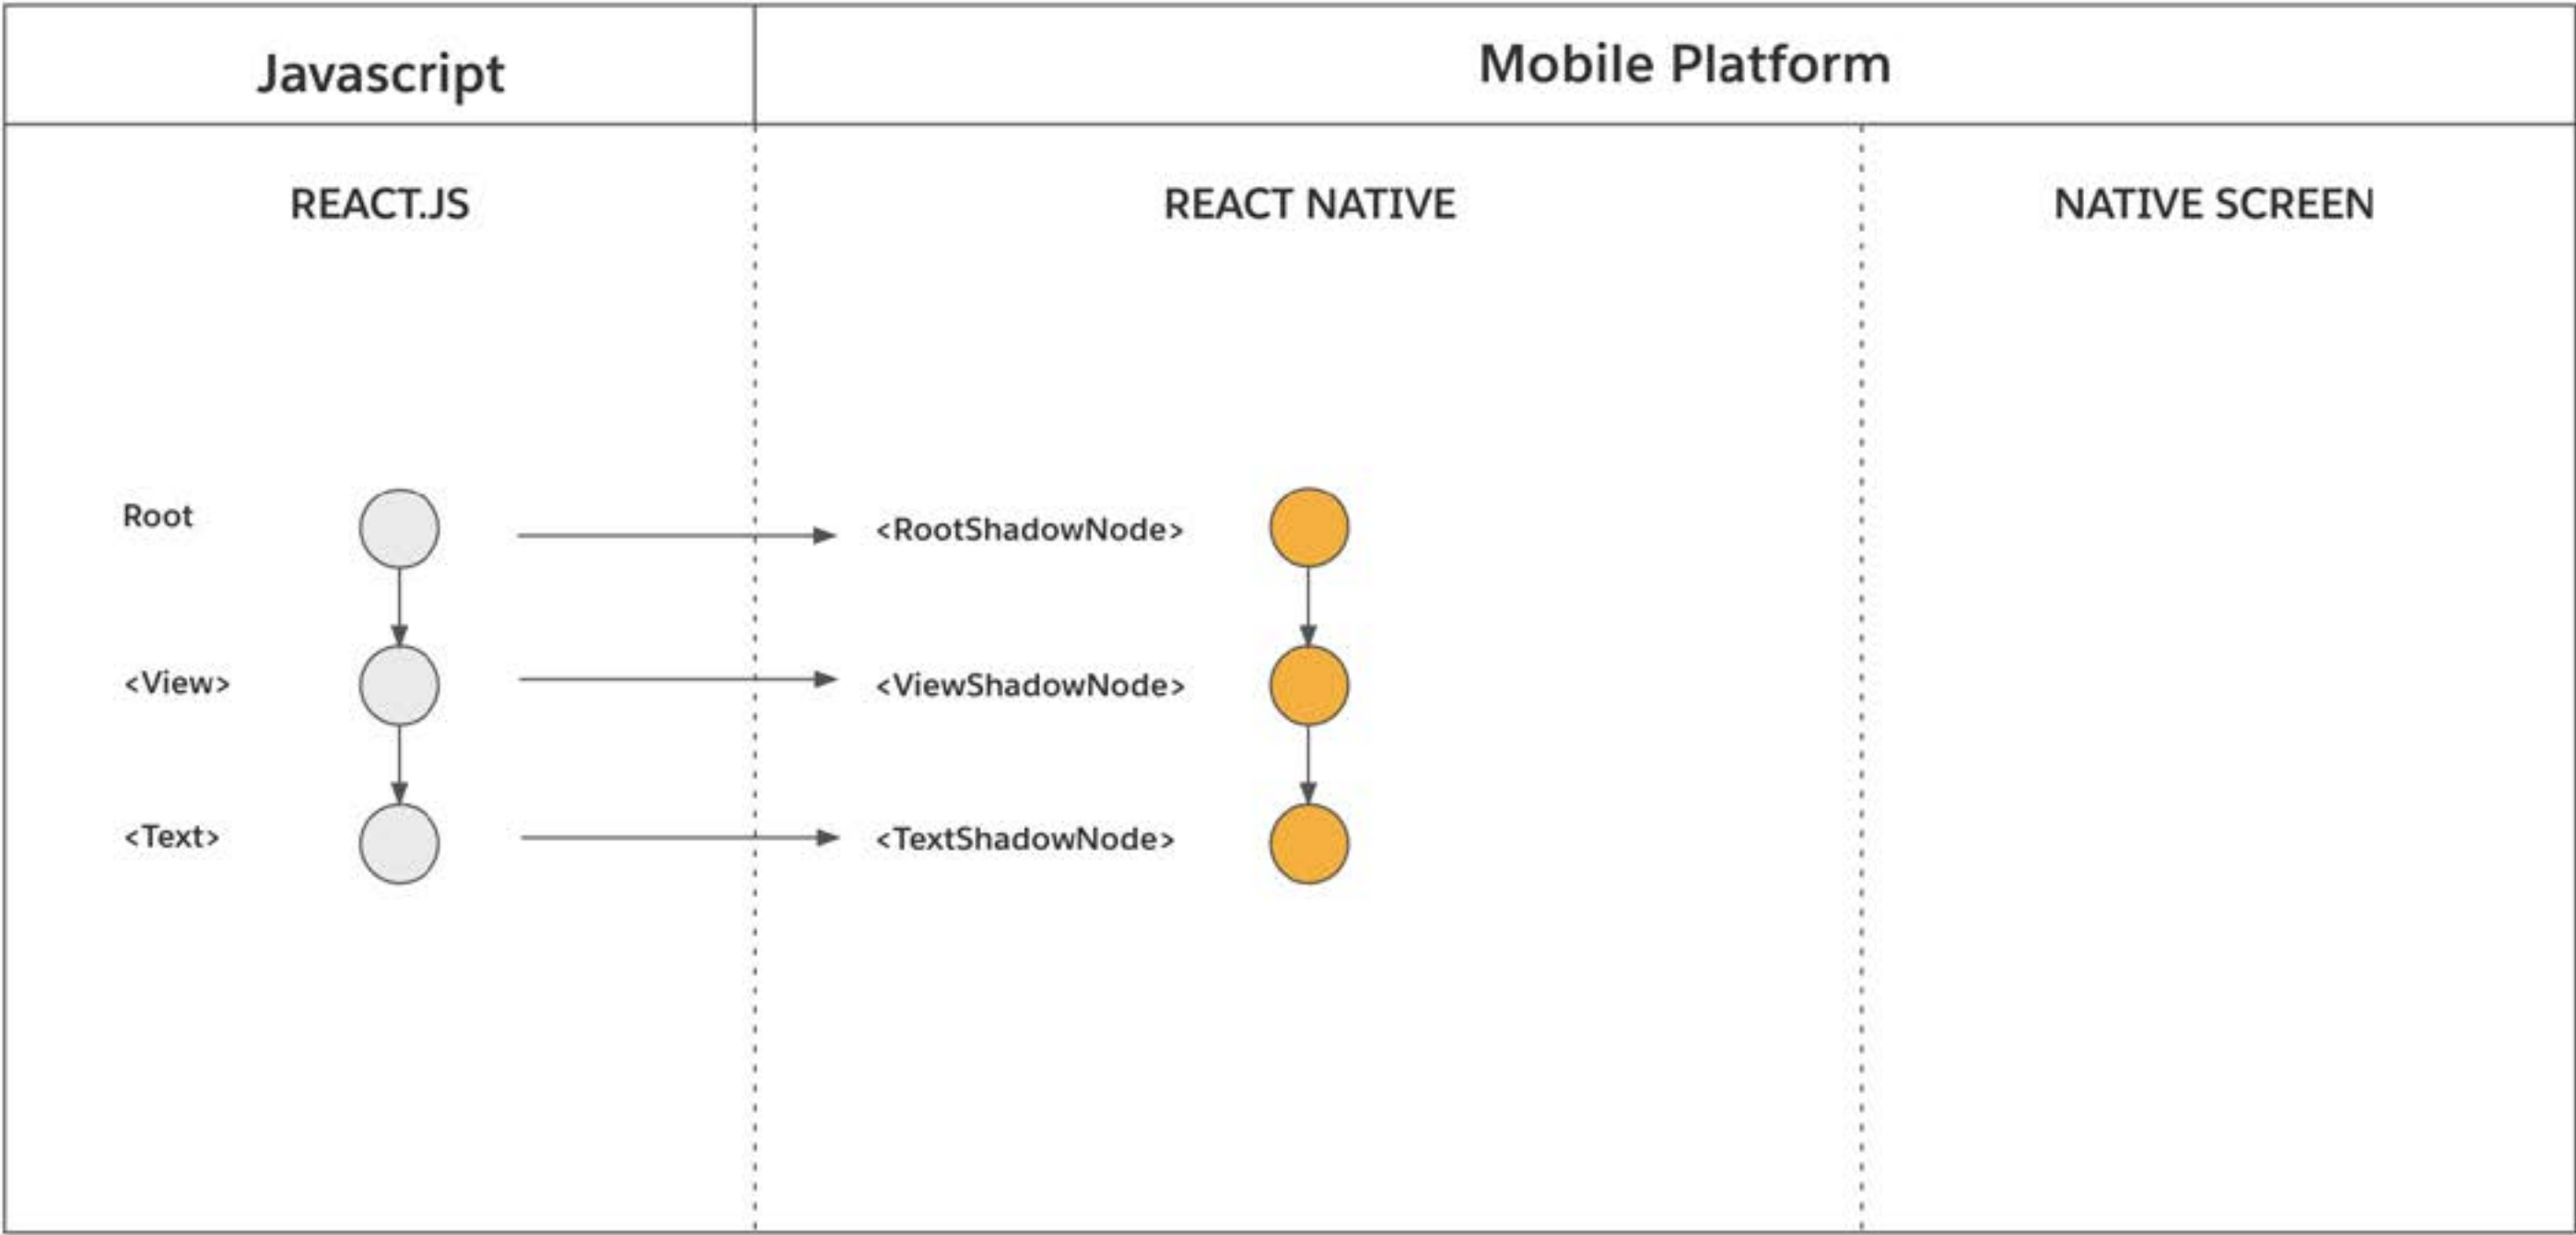 Javascript
Mobile Platform
REACT.JS
REACT NATIVE
NATIVE SCREEN
Root
<RootShadowNode>
<View>
<ViewShadowNode>
<Text>
<TextShadowNode>